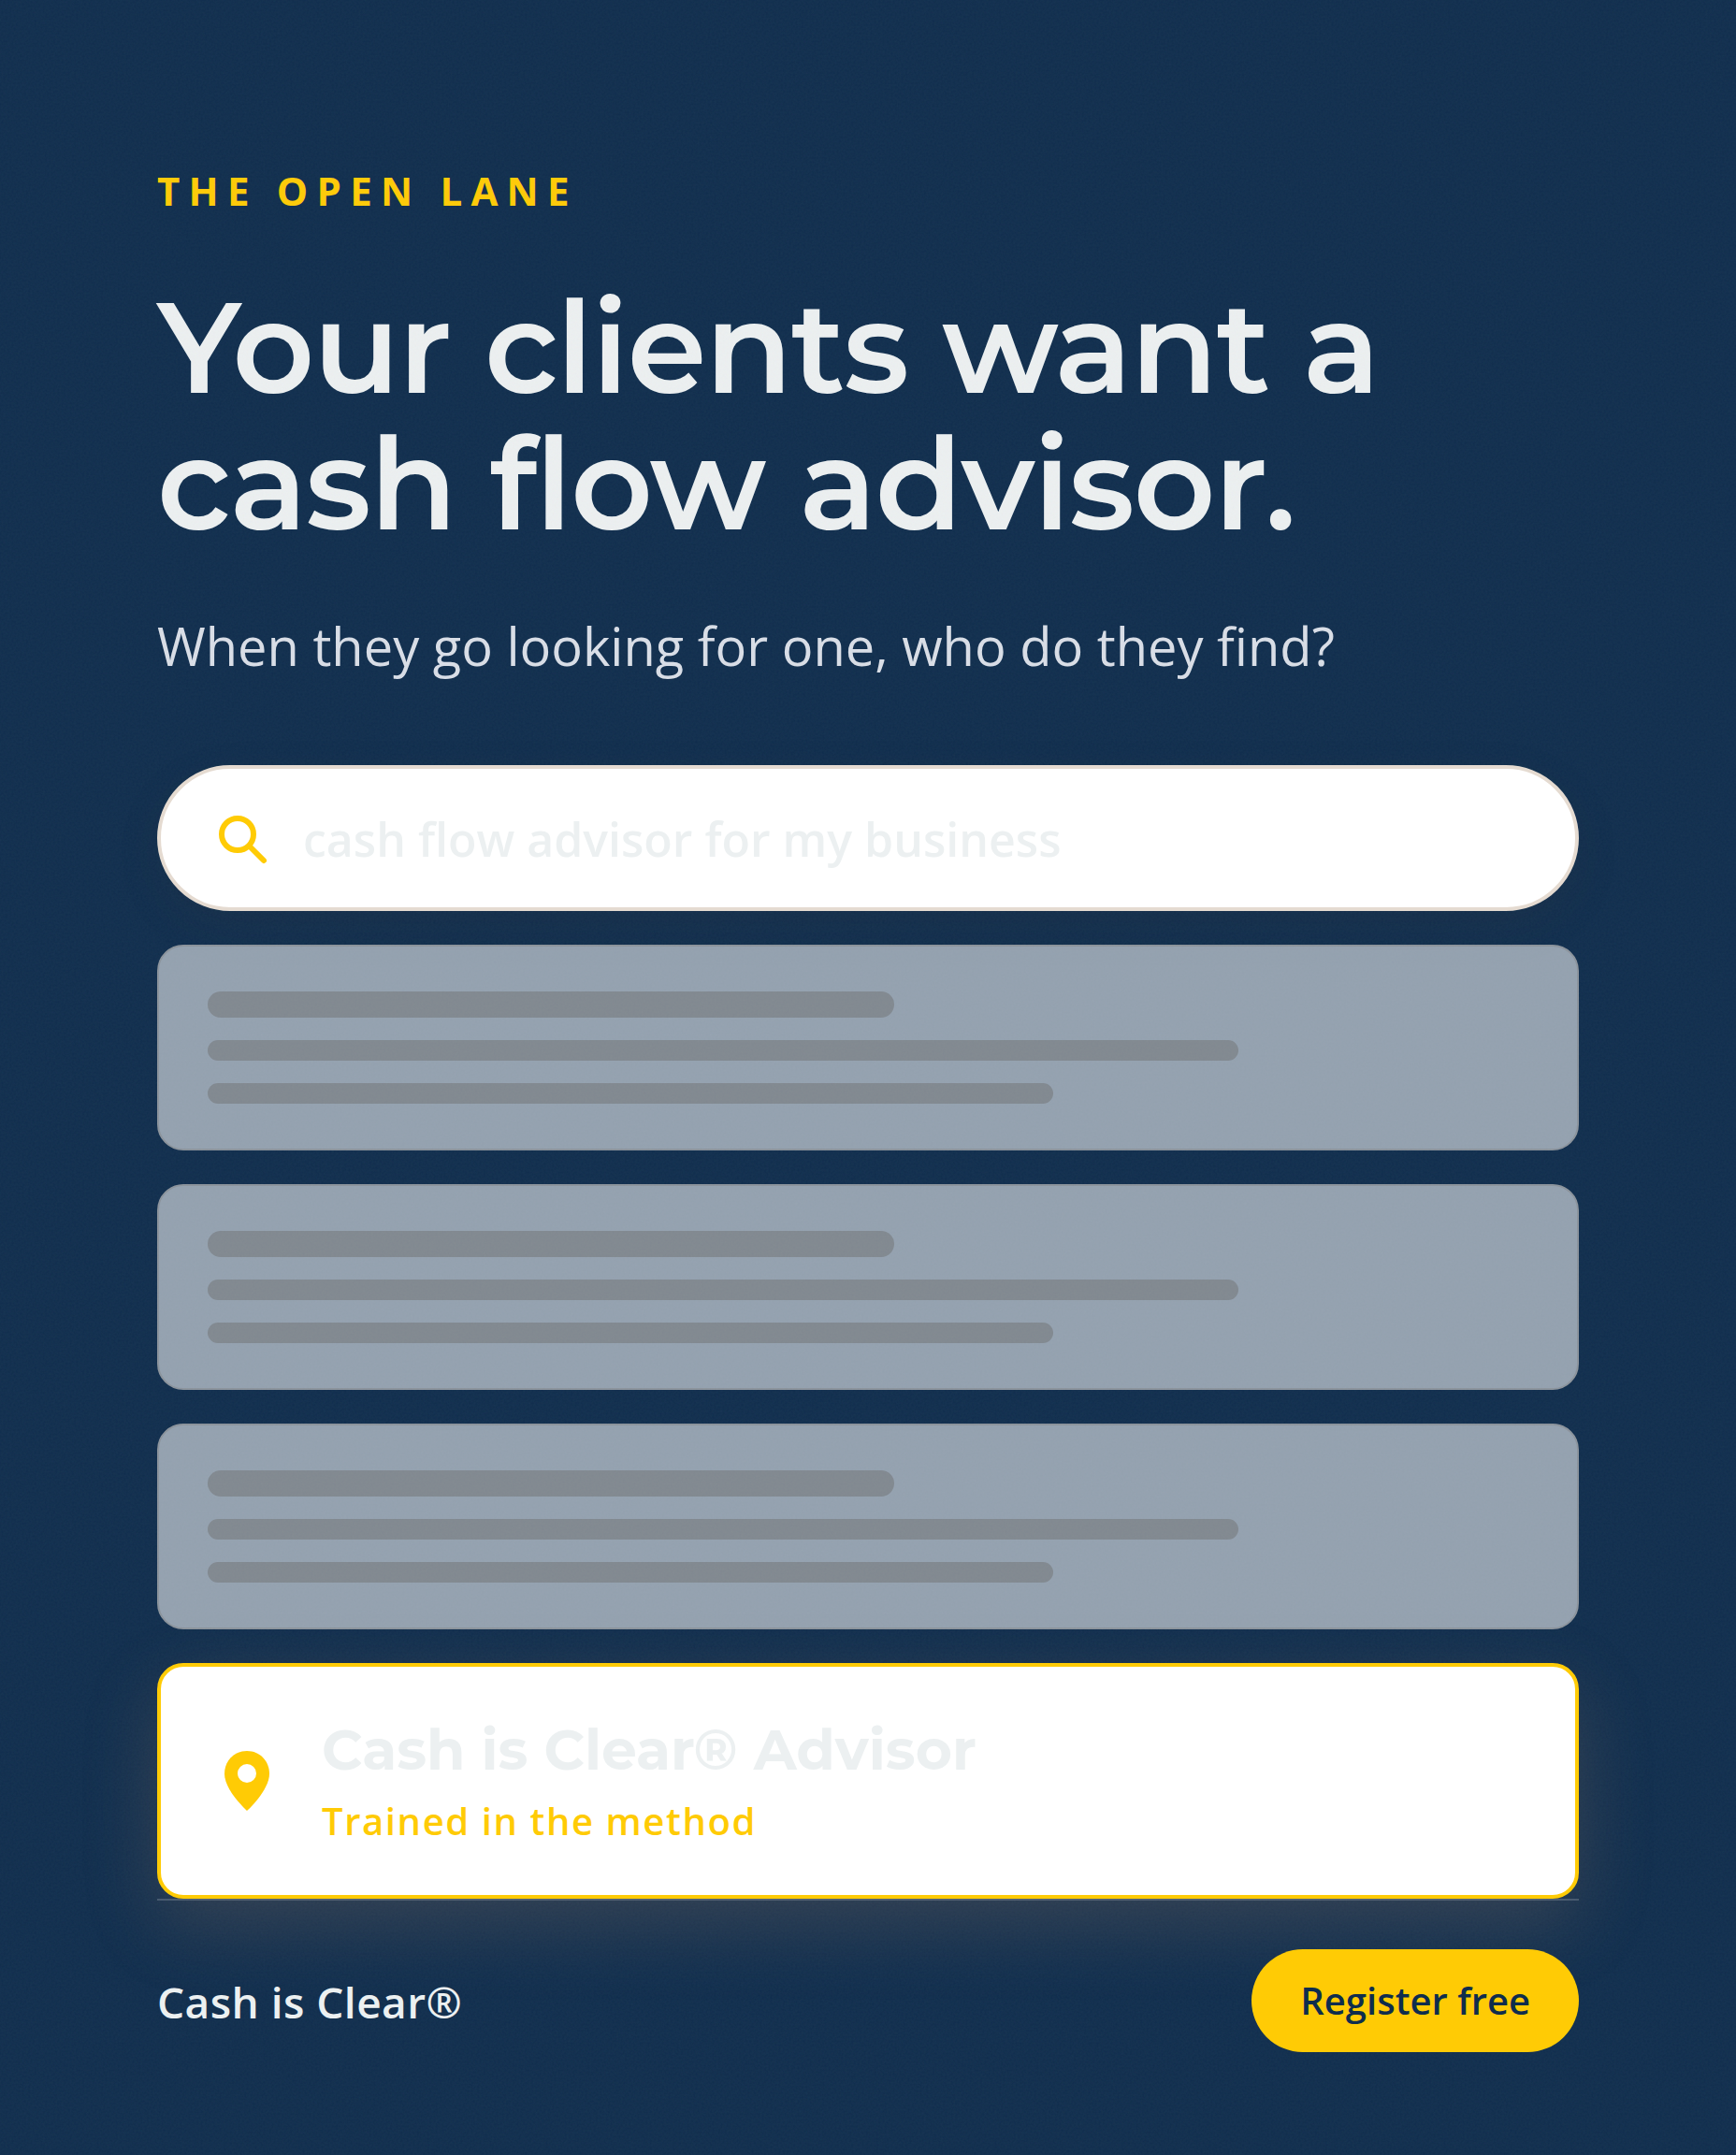 THE OPEN LANE
Your clients want a
cash flow advisor.
When they go looking for one, who do they find?
cash flow advisor for my business
Cash is Clear® Advisor
Trained in the method
Cash is Clear®
Register free